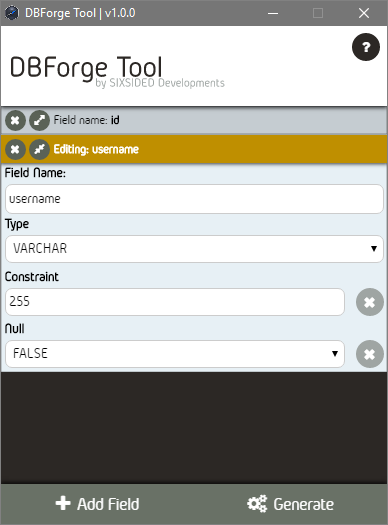 DBForge Tool | v1.0.0
?
DBForge Tool
by SIXSIDED Developments
Field name: id
Editing: username
Field Name:
username
Type
VARCHAR
Constraint
255
Null
FALSE
Add Field Generate